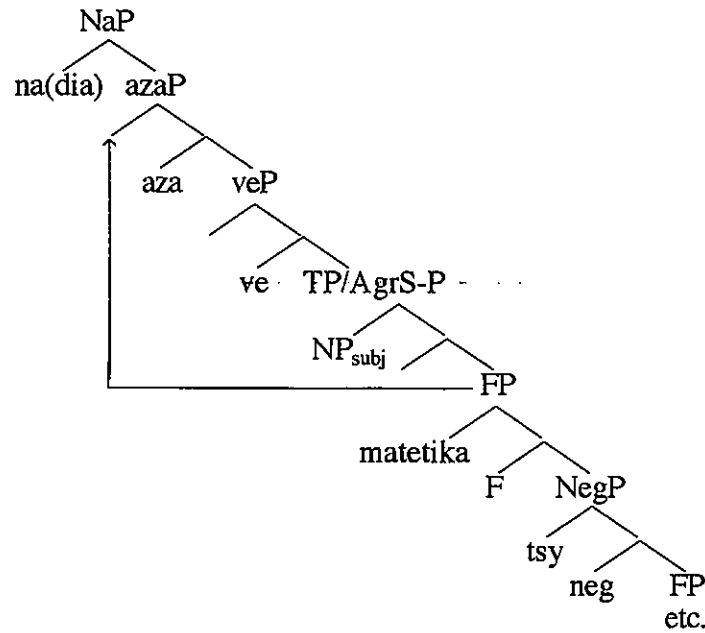 NaP
na(dia) azaP
aza veP
ve TP/AgrS-P
NPsubj
FP
matetika
F NegP
tsy
neg FP
etc.